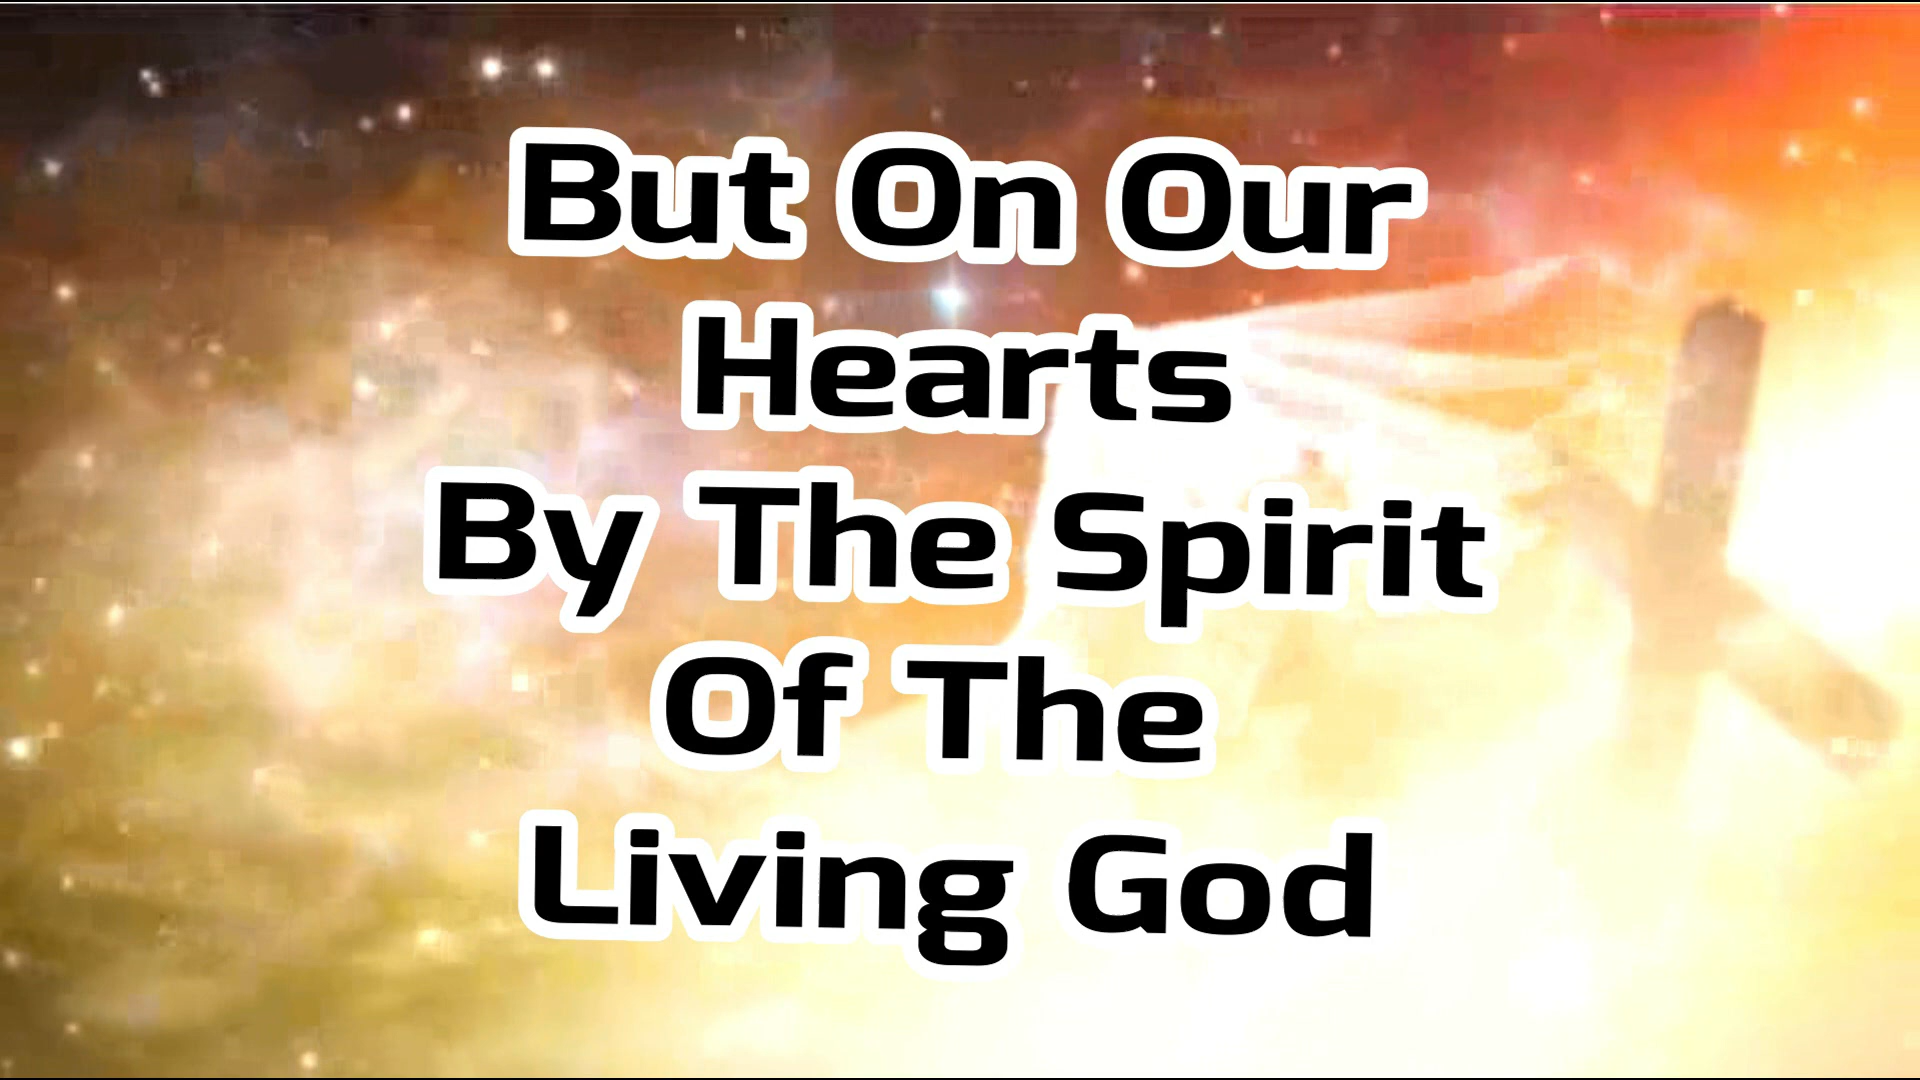 But On Our
Hearts
By The Spirit
Of The
Living God